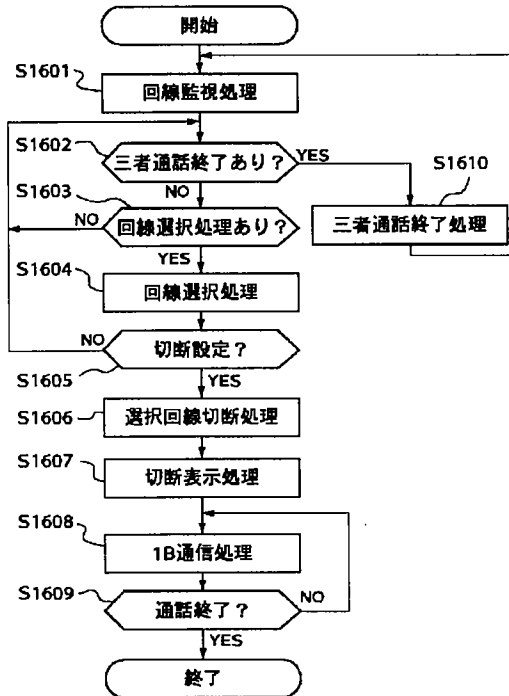 開始
S1601
回線監視処理
S1602
三者通話終了あり？
YES
NO
S1610
三者通話終了処理
S1603
回線選択処理あり？
NO
YES
S1604
回線選択処理
NO
切断設定？
S1605
YES
S1606
選択回線切断処理
S1607
切断表示処理
S1608
1B通信処理
S1609
通話終了？
NO
YES
終了